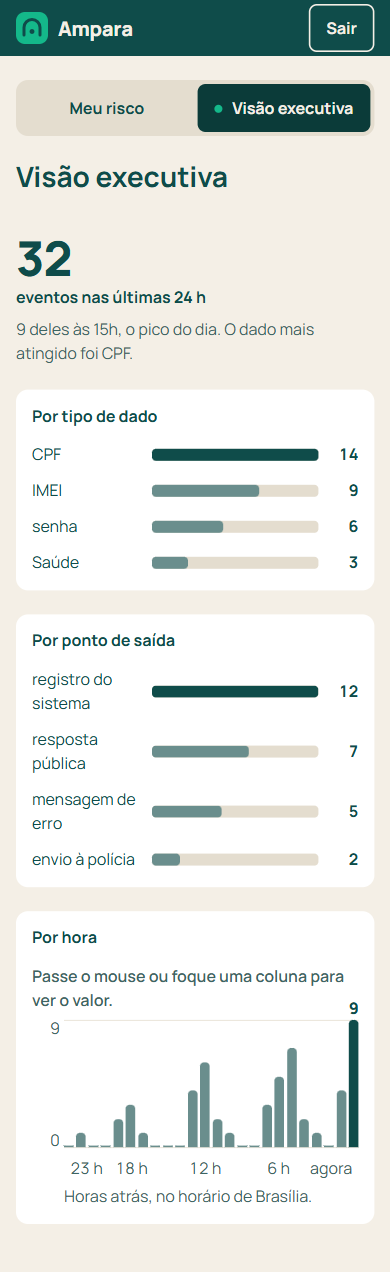 Ampara
Sair
Meu risco
Visão executiva
Visão executiva
32
eventos nas últimas 24 h
9 deles às 15h, o pico do dia. O dado mais
atingido foi CPF.
Por tipo de dado
CPF 14
IMEI 9
senha 6
Saúde 3
Por ponto de saída
registro do
sistema 12
resposta
pública 7
mensagem de
erro 5
envio à polícia 2
Por hora
Passe o mouse ou foque uma coluna para
ver o valor.
9
9
0
23 h 18 h 12 h 6 h agora
Horas atrás, no horário de Brasília.